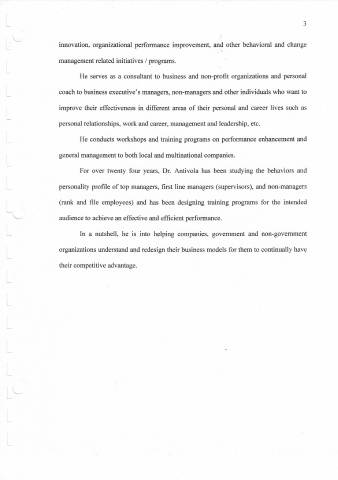 3
innovation, organizational performance improvement, and other behavioral and change
management related initiatives / programs.
He serves as a consultant to business and non-profit organizations and personal
coach to business executive's managers, non-managers and other individuals who want to
improve their effectiveness in different areas of their personal and career lives such as
personal relationships, work and career, management and leadership, etc.
He conducts workshops and training programs on performance enhancement and
general management to both local and multinational companies.
For over twenty four years, Dr. Antivola has been studying the behaviors and
personality profile of top managers, first line managers (supervisors), and non-managers
(rank and file employees) and has been designing training programs for the intended
audience to achieve an effective and efficient performance.
In a nutshell, he is into helping companies, government and non-government
organizations understand and redesign their business models for them to continually have
their competitive advantage.